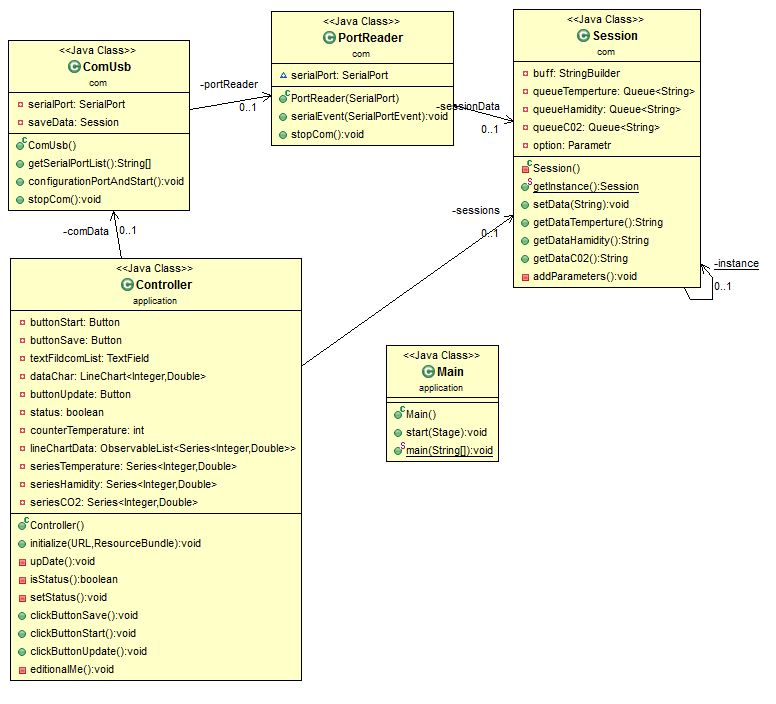 <<Java Class>>
ComUsb
com
serialPort: SerialPort
saveData: Session
ComUsb()
getSerialPortList():String[]
configurationPortAndStart():void
stopCom():void
-portReader
0..1
<<Java Class>>
PortReader
com
serialPort: SerialPort
PortReader(SerialPort)
serialEvent(SerialPortEvent):void
stopCom():void
-sessionData
0..1
<<Java Class>>
Session
com
buff: StringBuilder
queueTemperture: Queue<String>
queueHamidity: Queue<String>
queueC02: Queue<String>
option: Parametr
Session()
getInstance():Session
setData(String):void
getDataTemperture():String
getDataHamidity():String
getDataC02():String
addParameters():void
-instance
0..1
-sessions
0..1
-comData
0..1
<<Java Class>>
Controller
application
buttonStart: Button
buttonSave: Button
textFildcomList: TextField
dataChar: LineChart<Integer,Double>
buttonUpdate: Button
status: boolean
counterTemperature: int
lineChartData: ObservableList<Series<Integer,Double>>
seriesTemperature: Series<Integer,Double>
seriesHamidity: Series<Integer,Double>
seriesCO2: Series<Integer,Double>
Controller()
initialize(URL,ResourceBundle):void
upDate():void
isStatus():boolean
setStatus():void
clickButtonSave():void
clickButtonStart():void
clickButtonUpdate():void
editionalMe():void
<<Java Class>>
Main
application
Main()
start(Stage):void
main(String[]):void